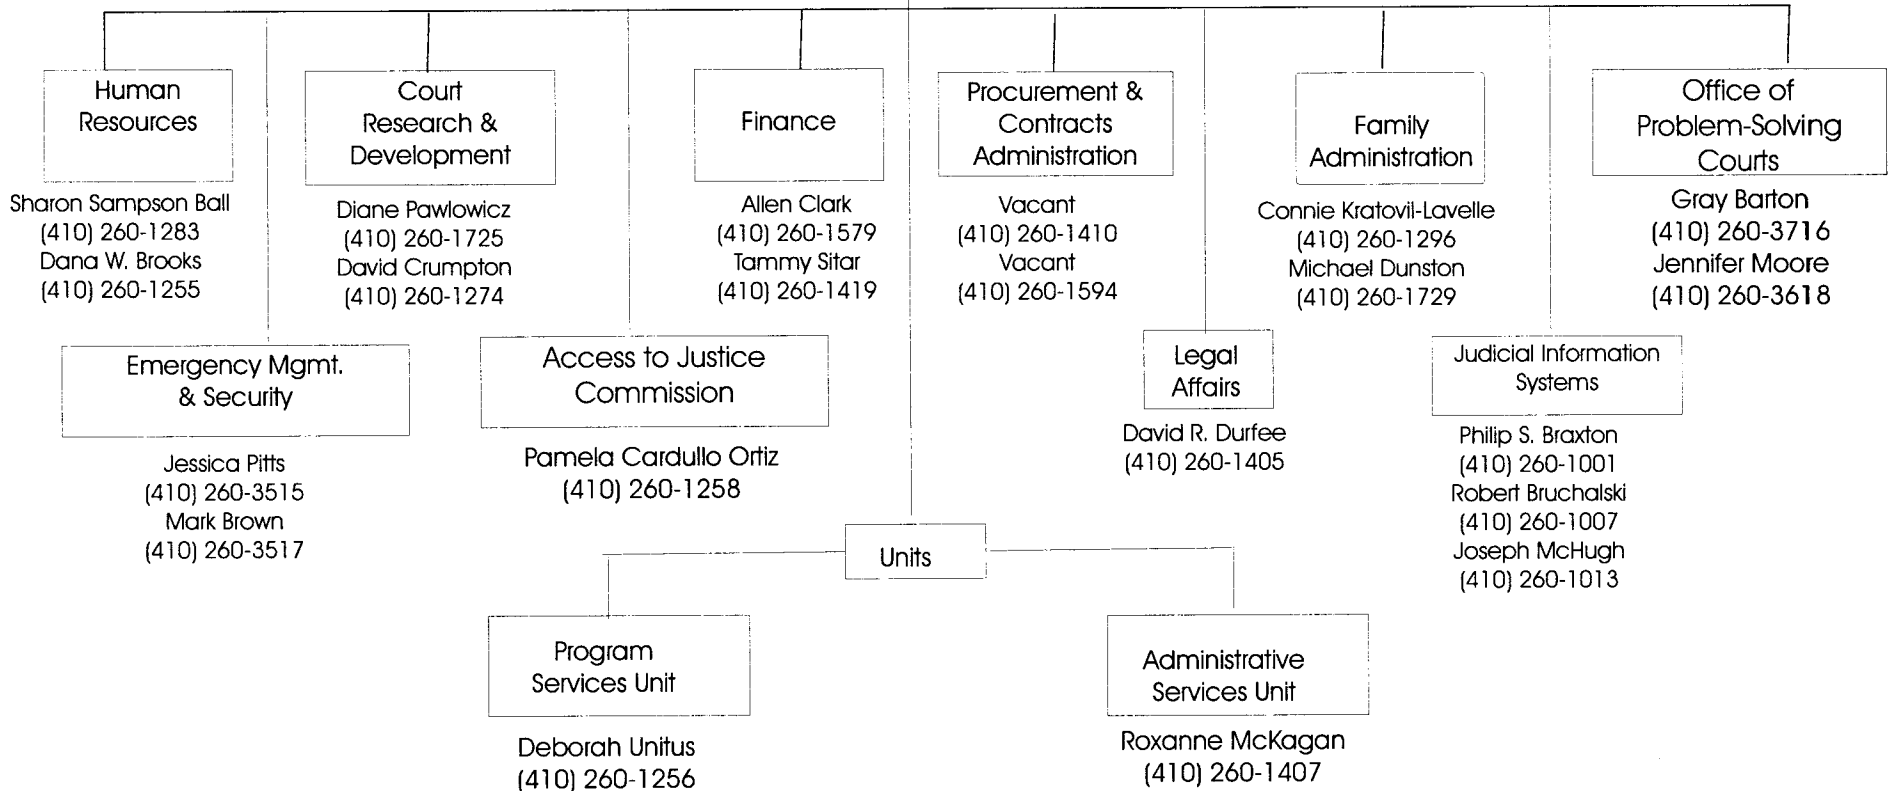 Human
Resources
Sharon Sampson Ball
(410) 260-1283
Dana W. Brooks
(410) 260-1255
Court
Research &
Development
Diane Pawlowicz
(410) 260-1725
David Crumpton
(410) 260-1274
Finance
Allen Clark
(410) 260-1579
Tammy Sitar
(410) 260-1419
Procurement &
Contracts
Administration
Vacant
(410) 260-1410
Vacant
(410) 260-1594
Family
Administration
Connie Kratovil-Lavelle
(410) 260-1296
Michael Dunston
(410) 260-1729
Office of
Problem-Solving
Courts
Gray Barton
(410) 260-3716
Jennifer Moore
(410) 260-3618
Emergency Mgmt.
& Security
Jessica Pitts
(410) 260-3515
Mark Brown
(410) 260-3517
Access to Justice
Commission
Pamela Cardullo Ortiz
(410) 260-1258
Legal
Affairs
David R. Durfee
(410) 260-1405
Judicial Information
Systems
Philip S. Braxton
(410) 260-1001
Robert Bruchalski
(410) 260-1007
Joseph McHugh
(410) 260-1013
Units
Program
Services Unit
Deborah Unitus
(410) 260-1256
Administrative
Services Unit
Roxanne McKagan
(410) 260-1407